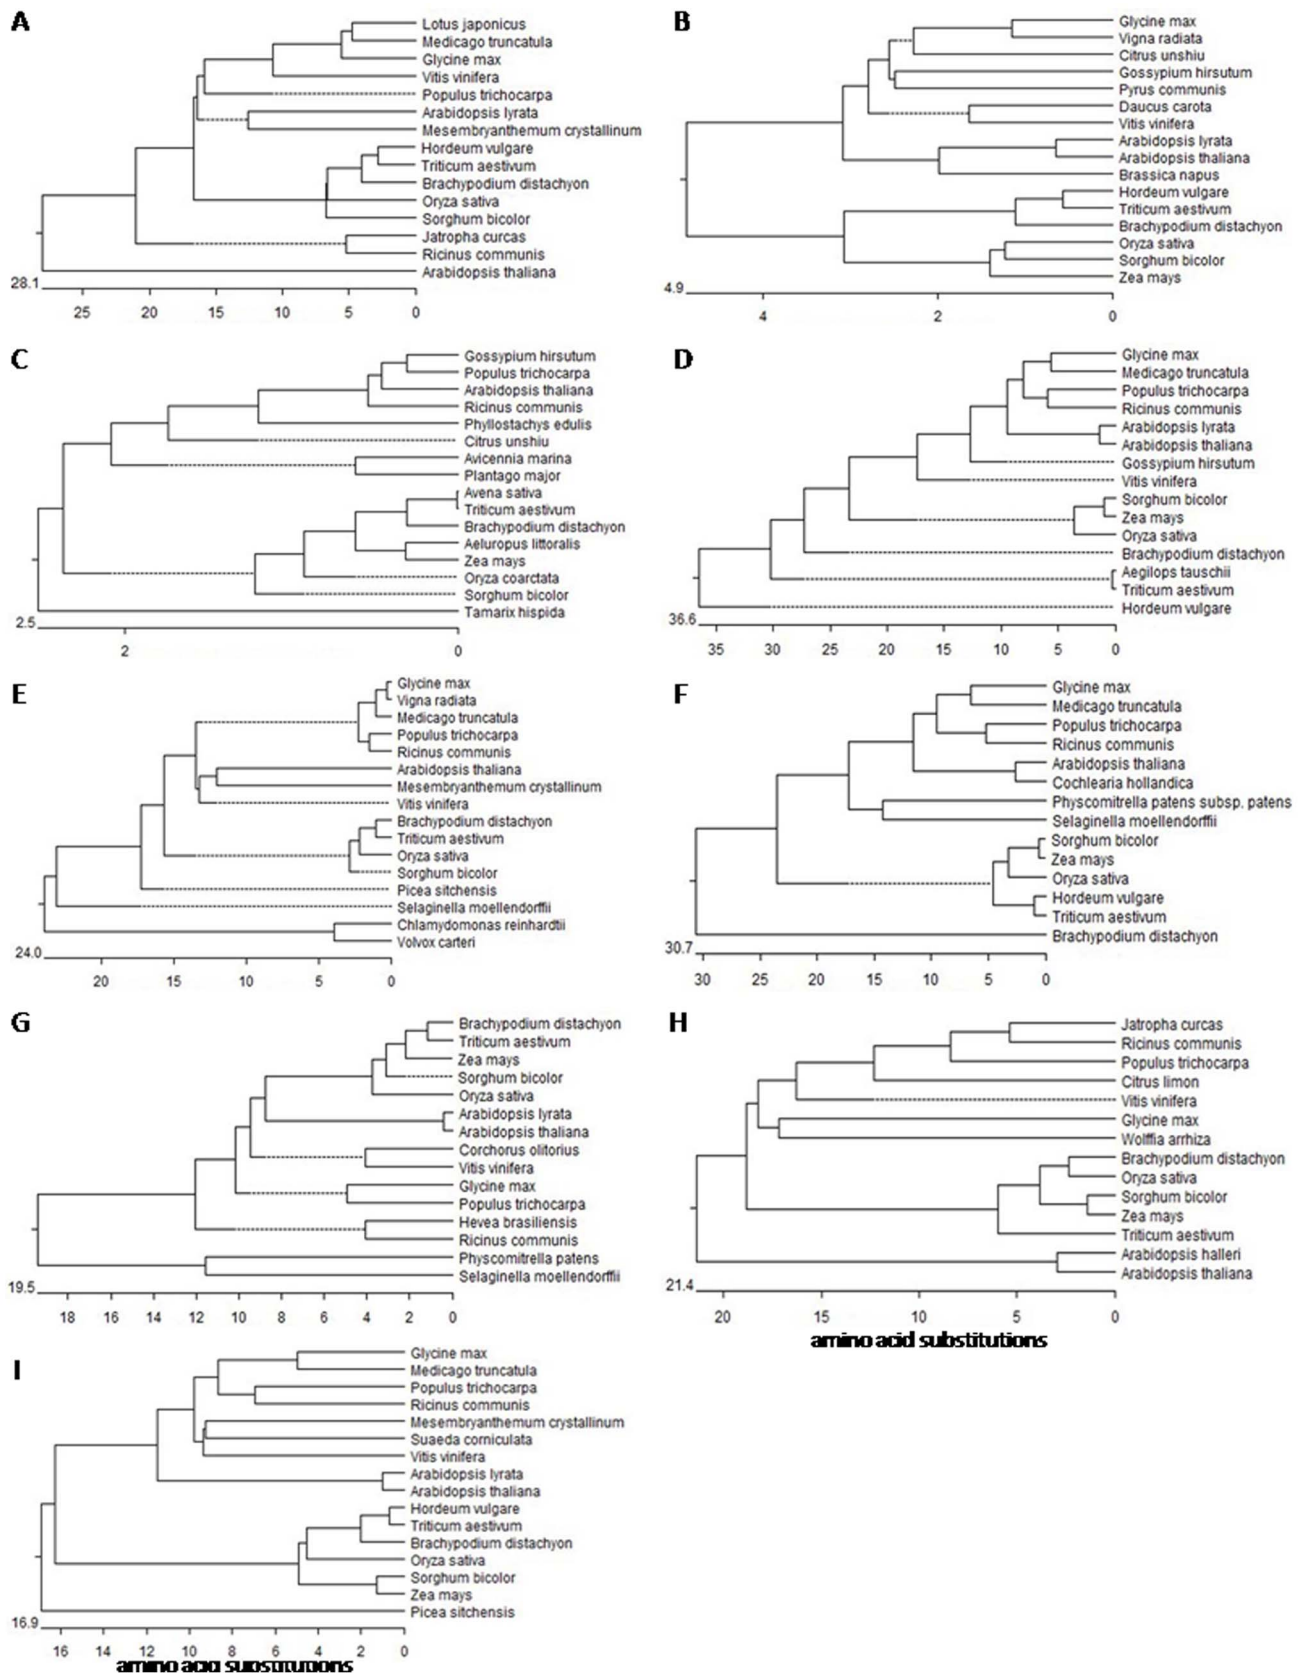 A
Lotus japonicus
Medicago truncatula
Glycine max
Vitis vinifera
Populus trichocarpa
Arabidopsis lyrata
Mesembryanthemum crystallinum
Hordeum vulgare
Triticum aestivum
Brachypodium distachyon
Oryza sativa
Sorghum bicolor
Jatropha curcas
Ricinus communis
Arabidopsis thaliana
28.1
25 20 15 10 5 0
B
Glycine max
Vigna radiata
Citrus unshiu
Gossypium hirsutum
Pyrus communis
Daucus carota
Vitis vinifera
Arabidopsis lyrata
Arabidopsis thaliana
Brassica napus
Hordeum vulgare
Triticum aestivum
Brachypodium distachyon
Oryza sativa
Sorghum bicolor
Zea mays
4.9
4 2 0
C
Gossypium hirsutum
Populus trichocarpa
Arabidopsis thaliana
Ricinus communis
Phyllostachys edulis
Citrus unshiu
Avicennia marina
Plantago major
Avena sativa
Triticum aestivum
Brachypodium distachyon
Aeluropus littoralis
Zea mays
Oryza coarctata
Sorghum bicolor
Tamarix hispida
2.5
2 0
D
Glycine max
Medicago truncatula
Populus trichocarpa
Ricinus communis
Arabidopsis lyrata
Arabidopsis thaliana
Gossypium hirsutum
Vitis vinifera
Sorghum bicolor
Zea mays
Oryza sativa
Brachypodium distachyon
Aegilops tauschii
Triticum aestivum
Hordeum vulgare
36.6
35 30 25 20 15 10 5 0
E
Glycine max
Vigna radiata
Medicago truncatula
Populus trichocarpa
Ricinus communis
Arabidopsis thaliana
Mesembryanthemum crystallinum
Vitis vinifera
Brachypodium distachyon
Triticum aestivum
Oryza sativa
Sorghum bicolor
Picea sitchensis
Selaginella moellendorffii
Chlamydomonas reinhardtii
Volvox carteri
24.0
20 15 10 5 0
F
Glycine max
Medicago truncatula
Populus trichocarpa
Ricinus communis
Arabidopsis thaliana
Cochlearia hollandica
Physcomitrella patens subsp. patens
Selaginella moellendorffii
Sorghum bicolor
Zea mays
Oryza sativa
Hordeum vulgare
Triticum aestivum
Brachypodium distachyon
30.7
30 25 20 15 10 5 0
G
Brachypodium distachyon
Triticum aestivum
Zea mays
Sorghum bicolor
Oryza sativa
Arabidopsis lyrata
Arabidopsis thaliana
Corchorus olitorius
Vitis vinifera
Glycine max
Populus trichocarpa
Hevea brasiliensis
Ricinus communis
Physcomitrella patens
Selaginella moellendorffii
19.5
18 16 14 12 10 8 6 4 2 0
H
Jatropha curcas
Ricinus communis
Populus trichocarpa
Citrus limon
Vitis vinifera
Glycine max
Wolffia arrhiza
Brachypodium distachyon
Oryza sativa
Sorghum bicolor
Zea mays
Triticum aestivum
Arabidopsis halleri
Arabidopsis thaliana
21.4
20 15 10 5 0
amino acid substitutions
I
Glycine max
Medicago truncatula
Populus trichocarpa
Ricinus communis
Mesembryanthemum crystallinum
Suaeda corniculata
Vitis vinifera
Arabidopsis lyrata
Arabidopsis thaliana
Hordeum vulgare
Triticum aestivum
Brachypodium distachyon
Oryza sativa
Sorghum bicolor
Zea mays
Picea sitchensis
16.9
16 14 12 10 8 6 4 2 0
amino acid substitutions